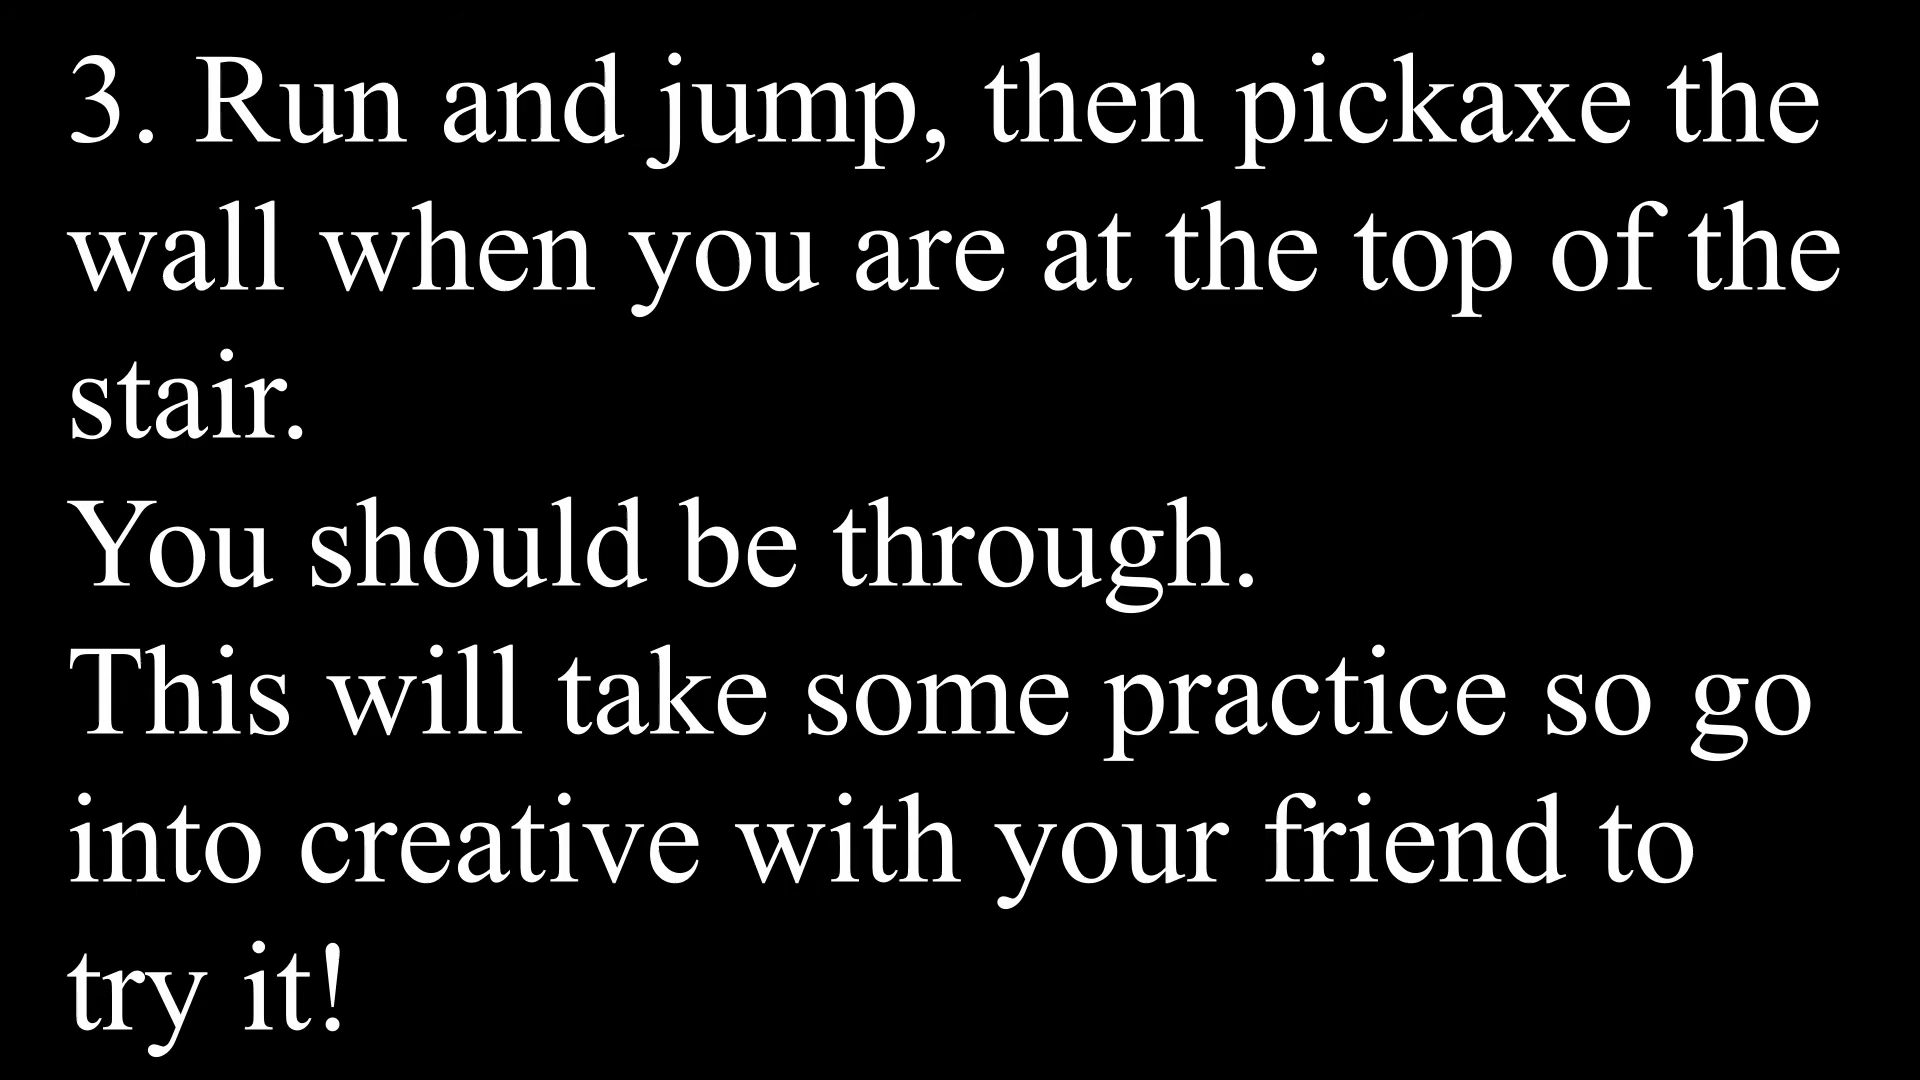 3. Run and jump, then pickaxe the
wall when you are at the top of the
stair.
You should be through.
This will take some practice so go
into creative with your friend to
try it!